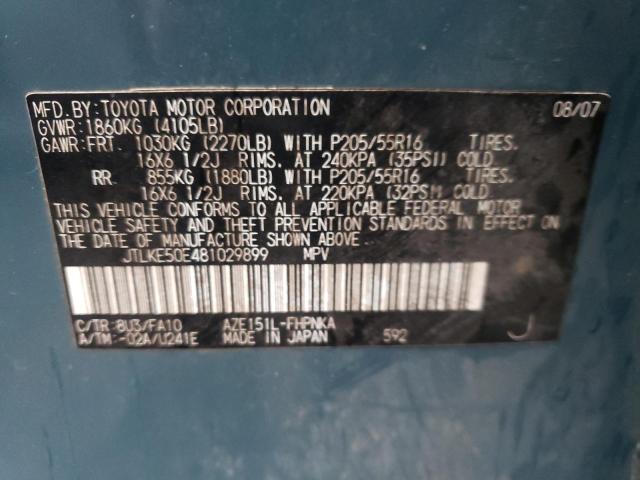 MFD.BY:TOYOTA MOTOR CORPORATION 08/07
GVWR:1860KG (4105LB)
GAWR:FRT. 1030KG (2270LB) WITH P205/55R16 TIRES.
16X6 1/2J RIMS. AT 240KPA (35PSI) COLD
RR 855KG (1880LB) WITH P205/55R16 TIRES.
16X6 1/2J RIMS. AT 220KPA (32PSI) COLD
THIS VEHICLE CONFORMS TO ALL APPLICABLE FEDERAL MOTOR
VEHICLE SAFETY AND THEFT PREVENTION STANDARDS IN EFFECT ON
THE DATE OF MANUFACTURE SHOWN ABOVE.
JTLKE50E481029899 MPV
C/TR:8U3/FA10 AZE151L-FHPNKA
A/TM:-02A/U241E MADE IN JAPAN 592 J